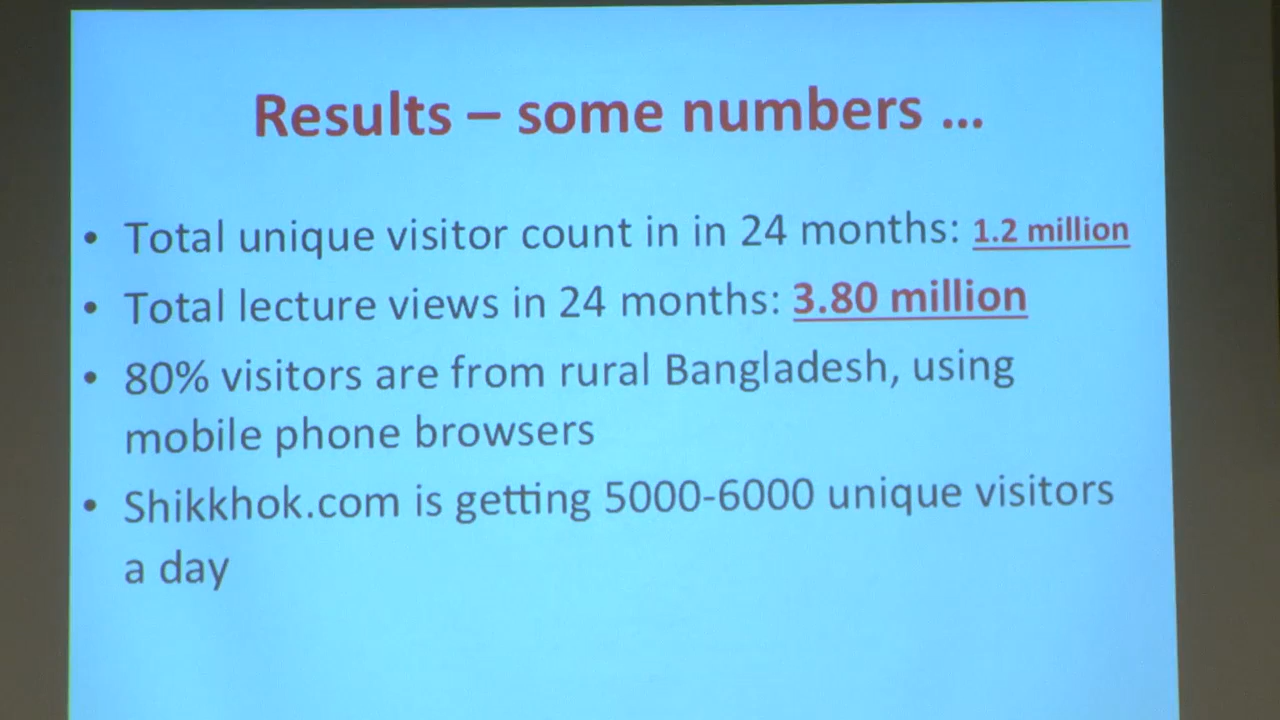 Results – some numbers ...
• Total unique visitor count in in 24 months: 1.2 million
• Total lecture views in 24 months: 3.80 million
• 80% visitors are from rural Bangladesh, using
mobile phone browsers
• Shikkhok.com is getting 5000-6000 unique visitors
a day